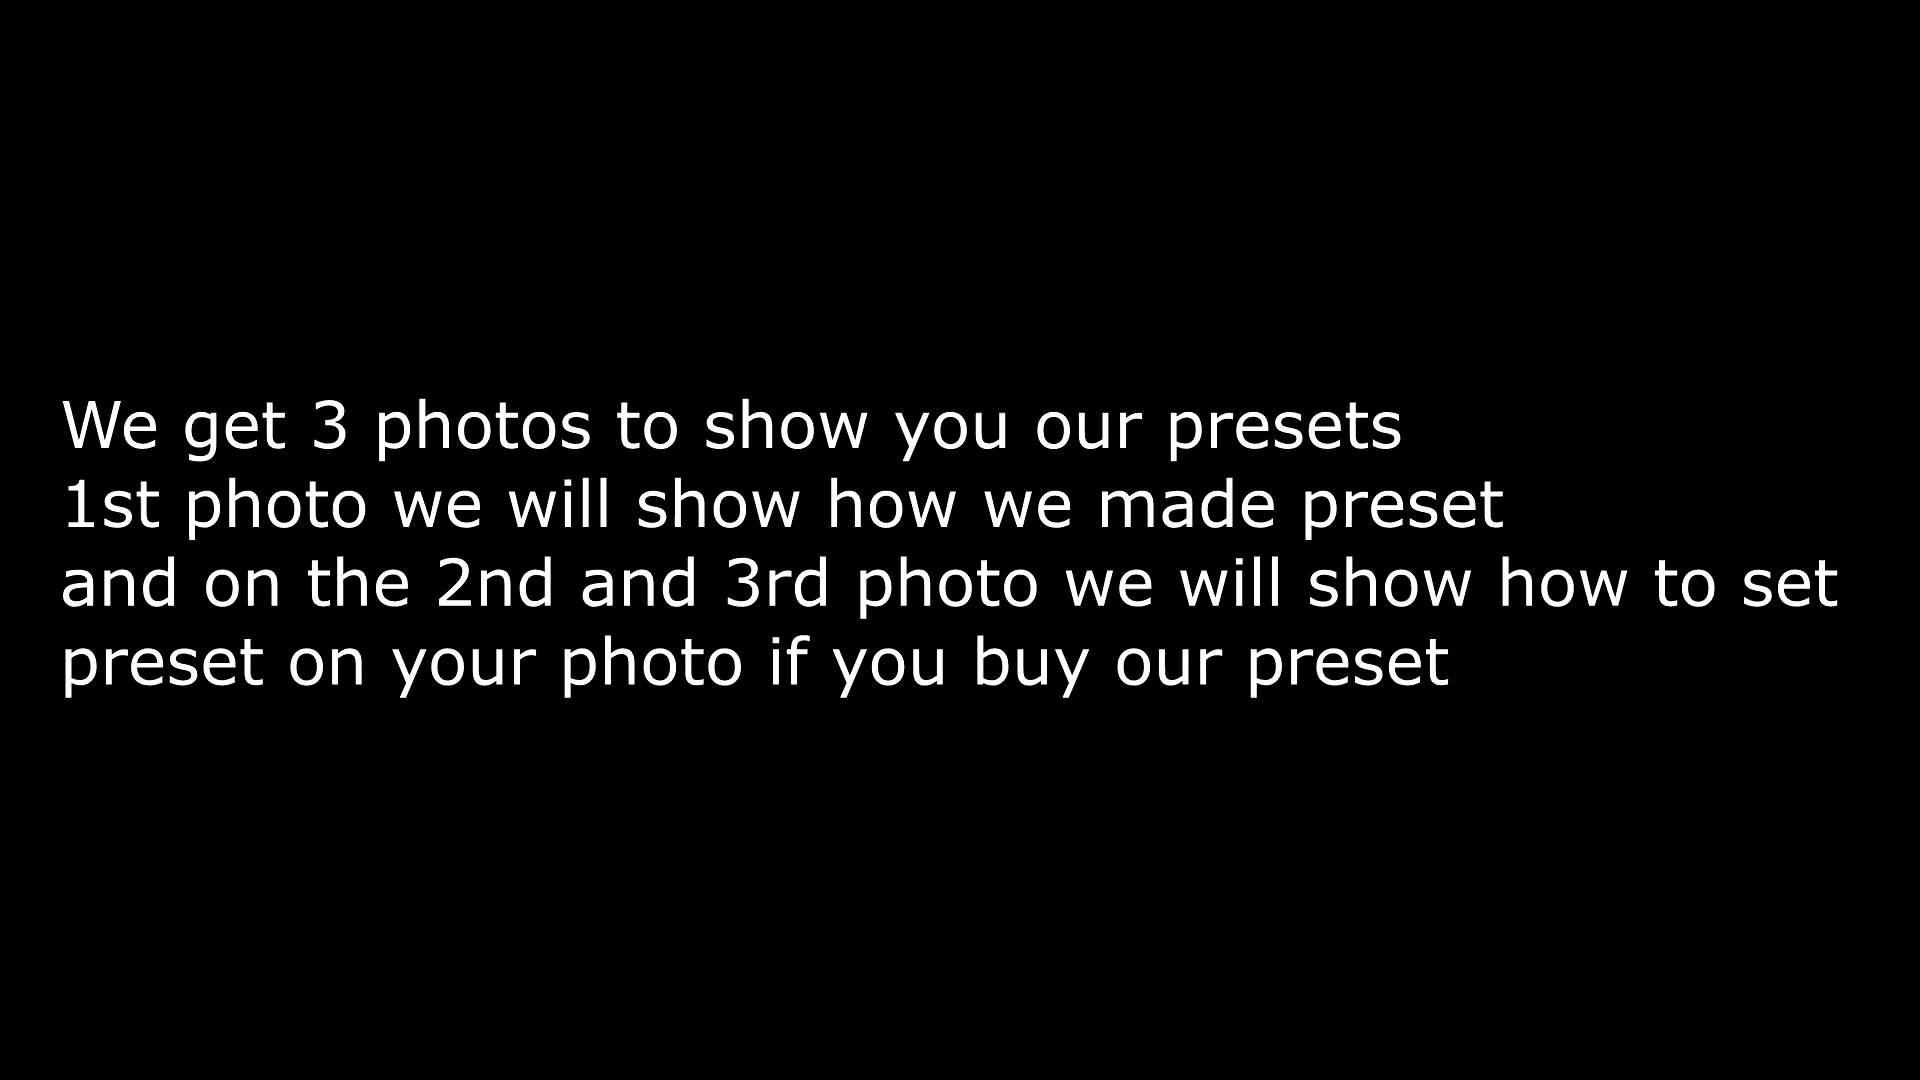 We get 3 photos to show you our presets
1st photo we will show how we made preset
and on the 2nd and 3rd photo we will show how to set
preset on your photo if you buy our preset